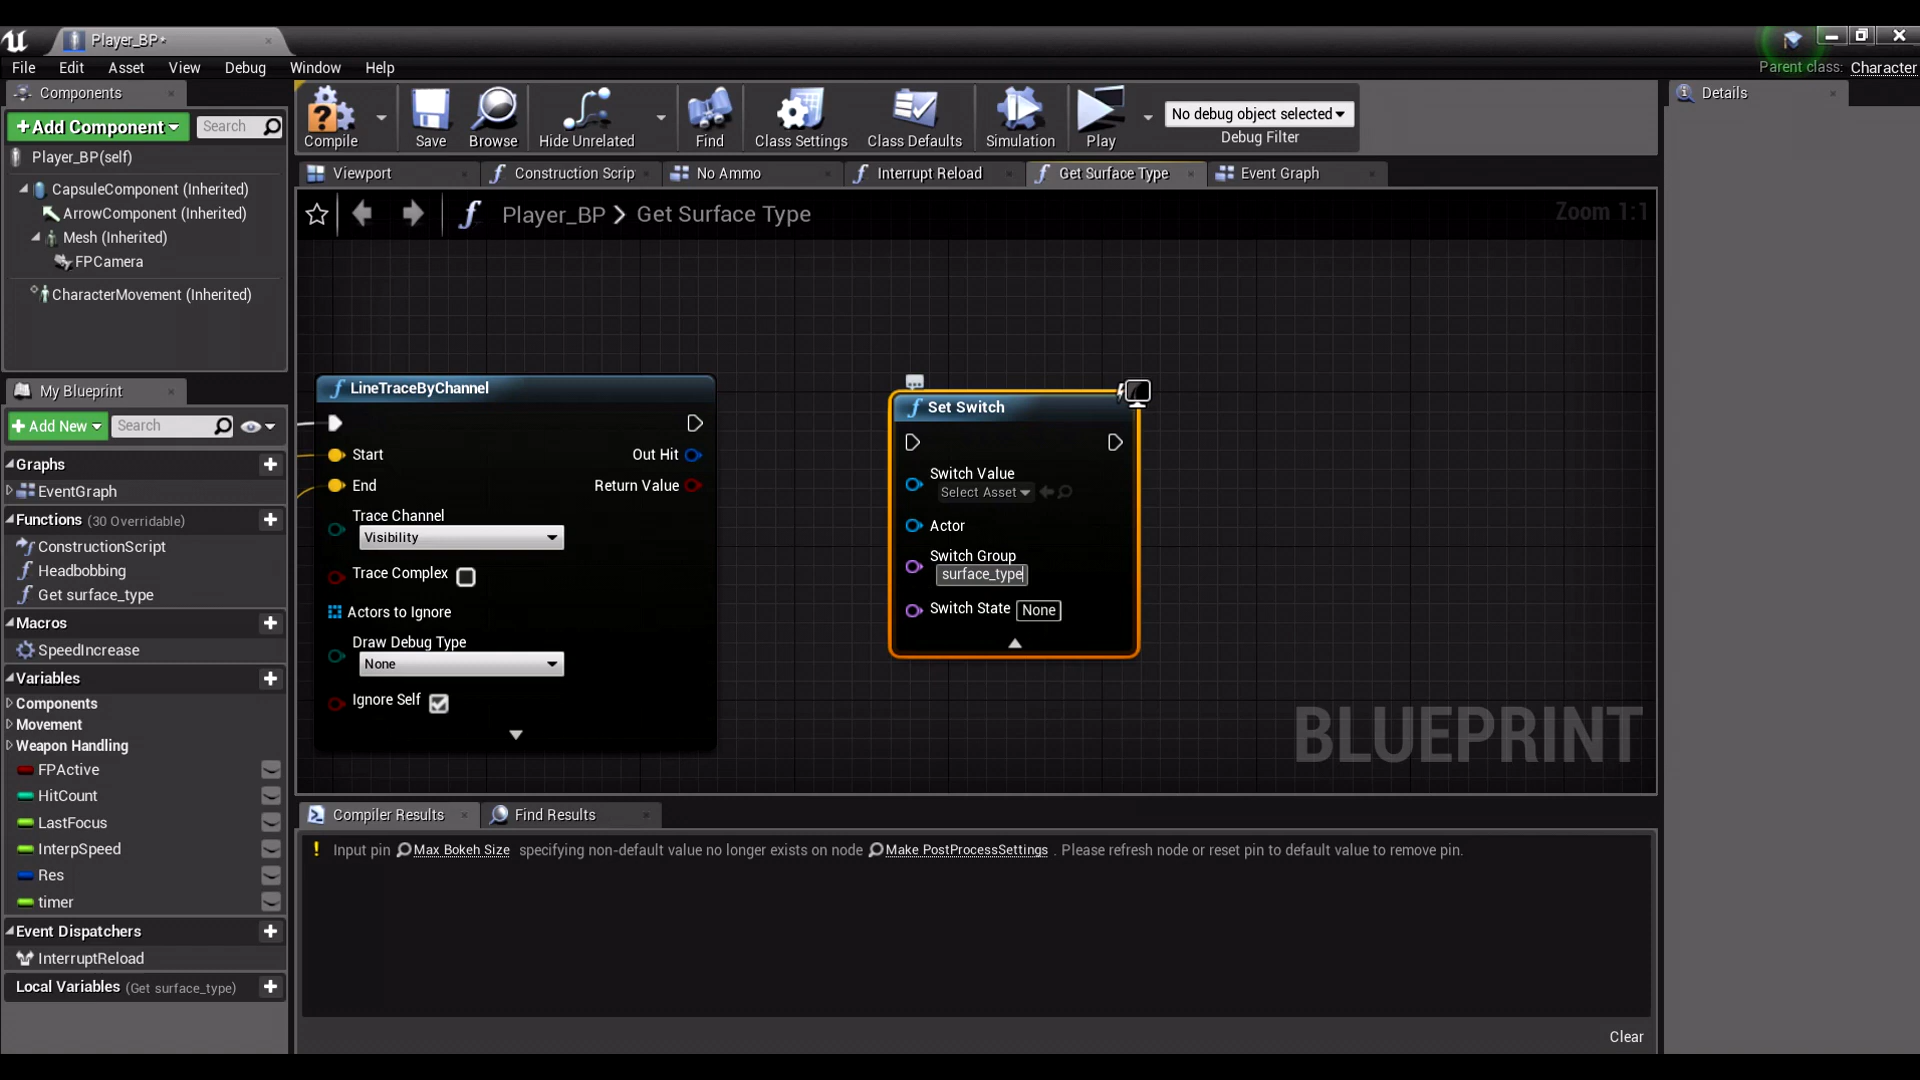 Player_BP*
File Edit Asset View Debug Window Help
Parent class: Character
Components
+Add Component
Search
Player_BP(self)
CapsuleComponent (Inherited)
ArrowComponent (Inherited)
Mesh (Inherited)
FPCamera
CharacterMovement (Inherited)
My Blueprint
+Add New
Search
Graphs
EventGraph
Functions (30 Overridable)
ConstructionScript
Headbobbing
Get surface_type
Macros
SpeedIncrease
Variables
Components
Movement
Weapon Handling
FPActive
HitCount
LastFocus
InterpSpeed
Res
timer
Event Dispatchers
InterruptReload
Local Variables (Get surface_type)
Compile Save Browse Hide Unrelated Find Class Settings Class Defaults Simulation Play
No debug object selected
Debug Filter
Viewport Construction Scrip No Ammo Interrupt Reload Get Surface Type Event Graph
Player_BP > Get Surface Type
Zoom 1:1
LineTraceByChannel
Start
Out Hit
End
Return Value
Trace Channel
Visibility
Trace Complex
Actors to Ignore
Draw Debug Type
None
Ignore Self
Set Switch
Switch Value
Select Asset
Actor
Switch Group
surface_type
Switch State None
BLUEPRINT
Compiler Results Find Results
! Input pin Max Bokeh Size specifying non-default value no longer exists on node Make PostProcessSettings . Please refresh node or reset pin to default value to remove pin.
Clear
Details